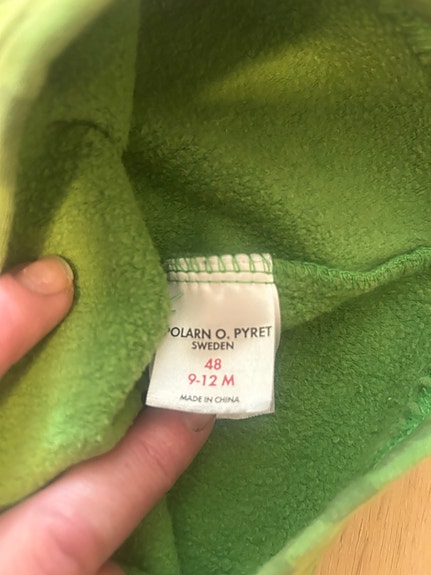 POLARN O. PYRET
SWEDEN
48
9-12 M
MADE IN CHINA